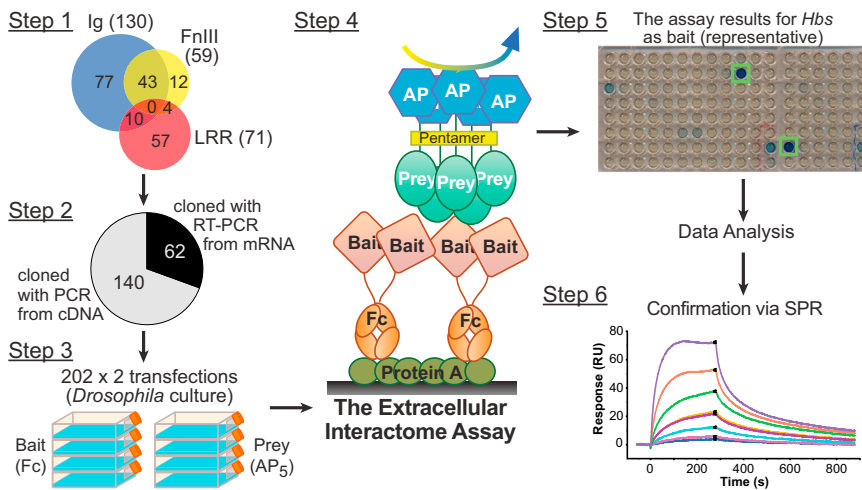 Step 1
Ig (130)
FnIII
(59)
77
43
12
0
4
10
57
LRR (71)
Step 2
cloned with
RT-PCR
from mRNA
62
140
cloned
with PCR
from cDNA
Step 3
202 x 2 transfections
(Drosophila culture)
Bait
(Fc)
Prey
(AP5)
Step 4
AP
AP
AP
Pentamer
Prey
Prey
Prey
Bait
Bait
Bait
Bait
Fc
Fc
Protein A
The Extracellular
Interactome Assay
Step 5
The assay results for Hbs
as bait (representative)
Data Analysis
Step 6
Confirmation via SPR
Response (RU)
80
60
40
20
0
0
200
400
600
800
Time (s)